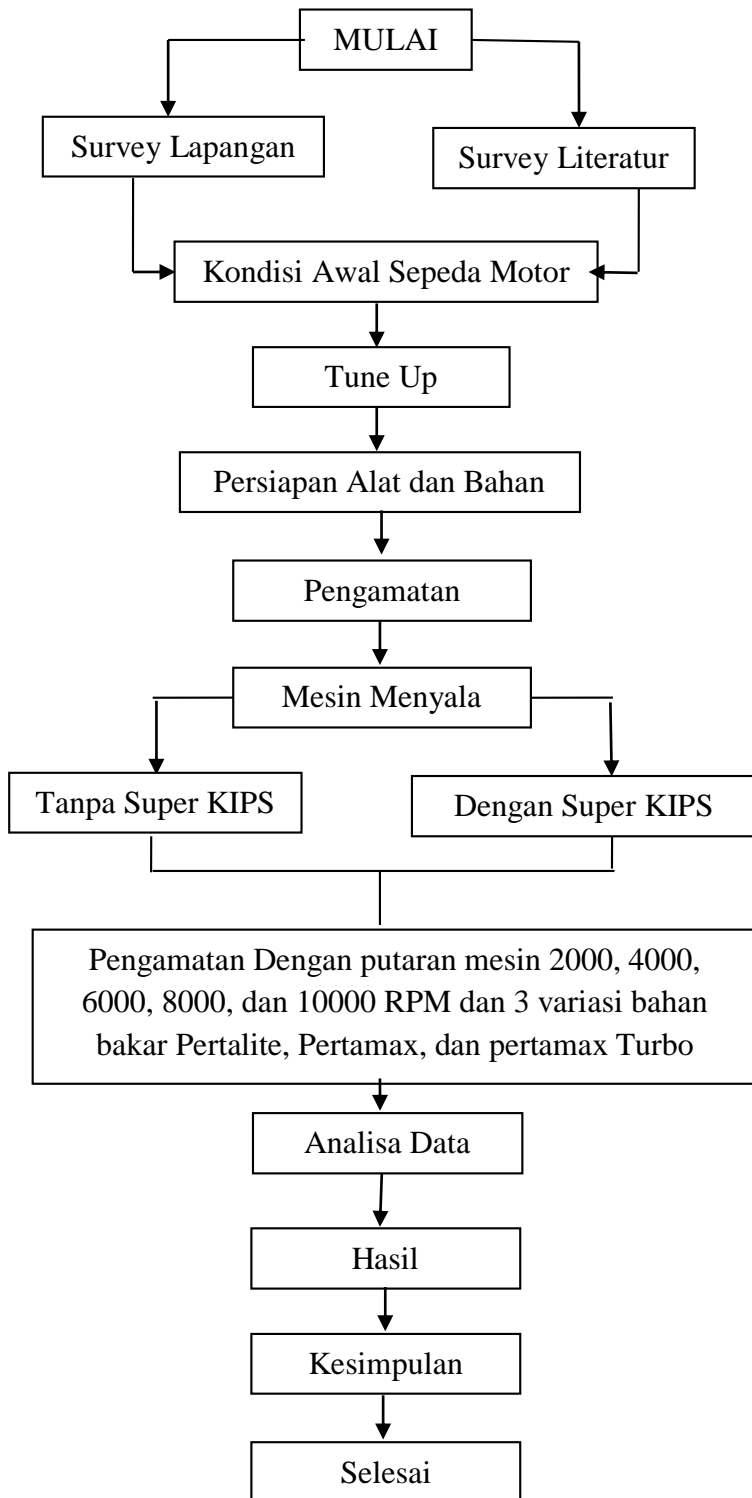 MULAI
Survey Lapangan
Survey Literatur
Kondisi Awal Sepeda Motor
Tune Up
Persiapan Alat dan Bahan
Pengamatan
Mesin Menyala
Tanpa Super KIPS
Dengan Super KIPS
Pengamatan Dengan putaran mesin 2000, 4000,
6000, 8000, dan 10000 RPM dan 3 variasi bahan
bakar Pertalite, Pertamax, dan pertamax Turbo
Analisa Data
Hasil
Kesimpulan
Selesai